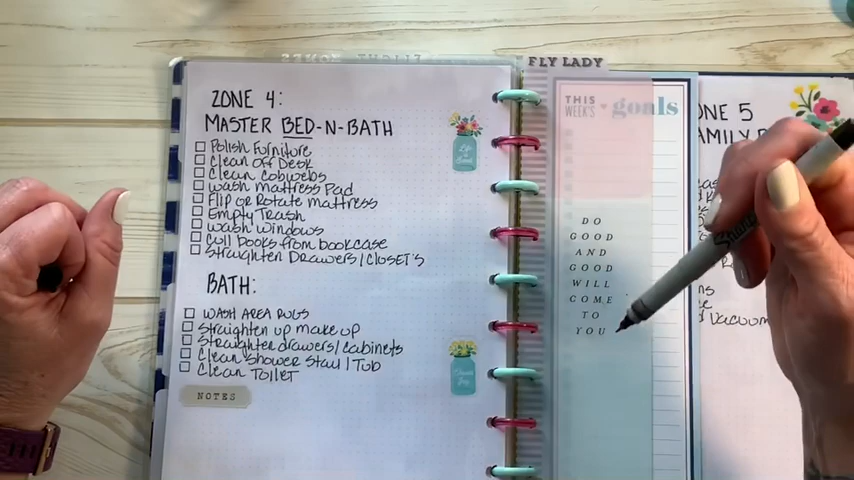 FLY LADY
ZONE 4:
MASTER BED-N-BATH
Polish Furniture
Clean Off Desk
Clean Cobwebs
wash Mattress Pad
Flip or Rotate mattress
Empty Trash
wash windows
Cull books from bookcase
Straighten Drawers/CLOSET'S
BATH:
WASH AREA RUGS
Straighten up make up
Straighten drawers/cabinets
Clean Shower Stall/Tub
Clean TOILET
NOTES
THIS WEEK'S goals
DO
GOOD
AND
GOOD
WILL
COME
TO
YOU
ONE 5
AMILY
Vacuum